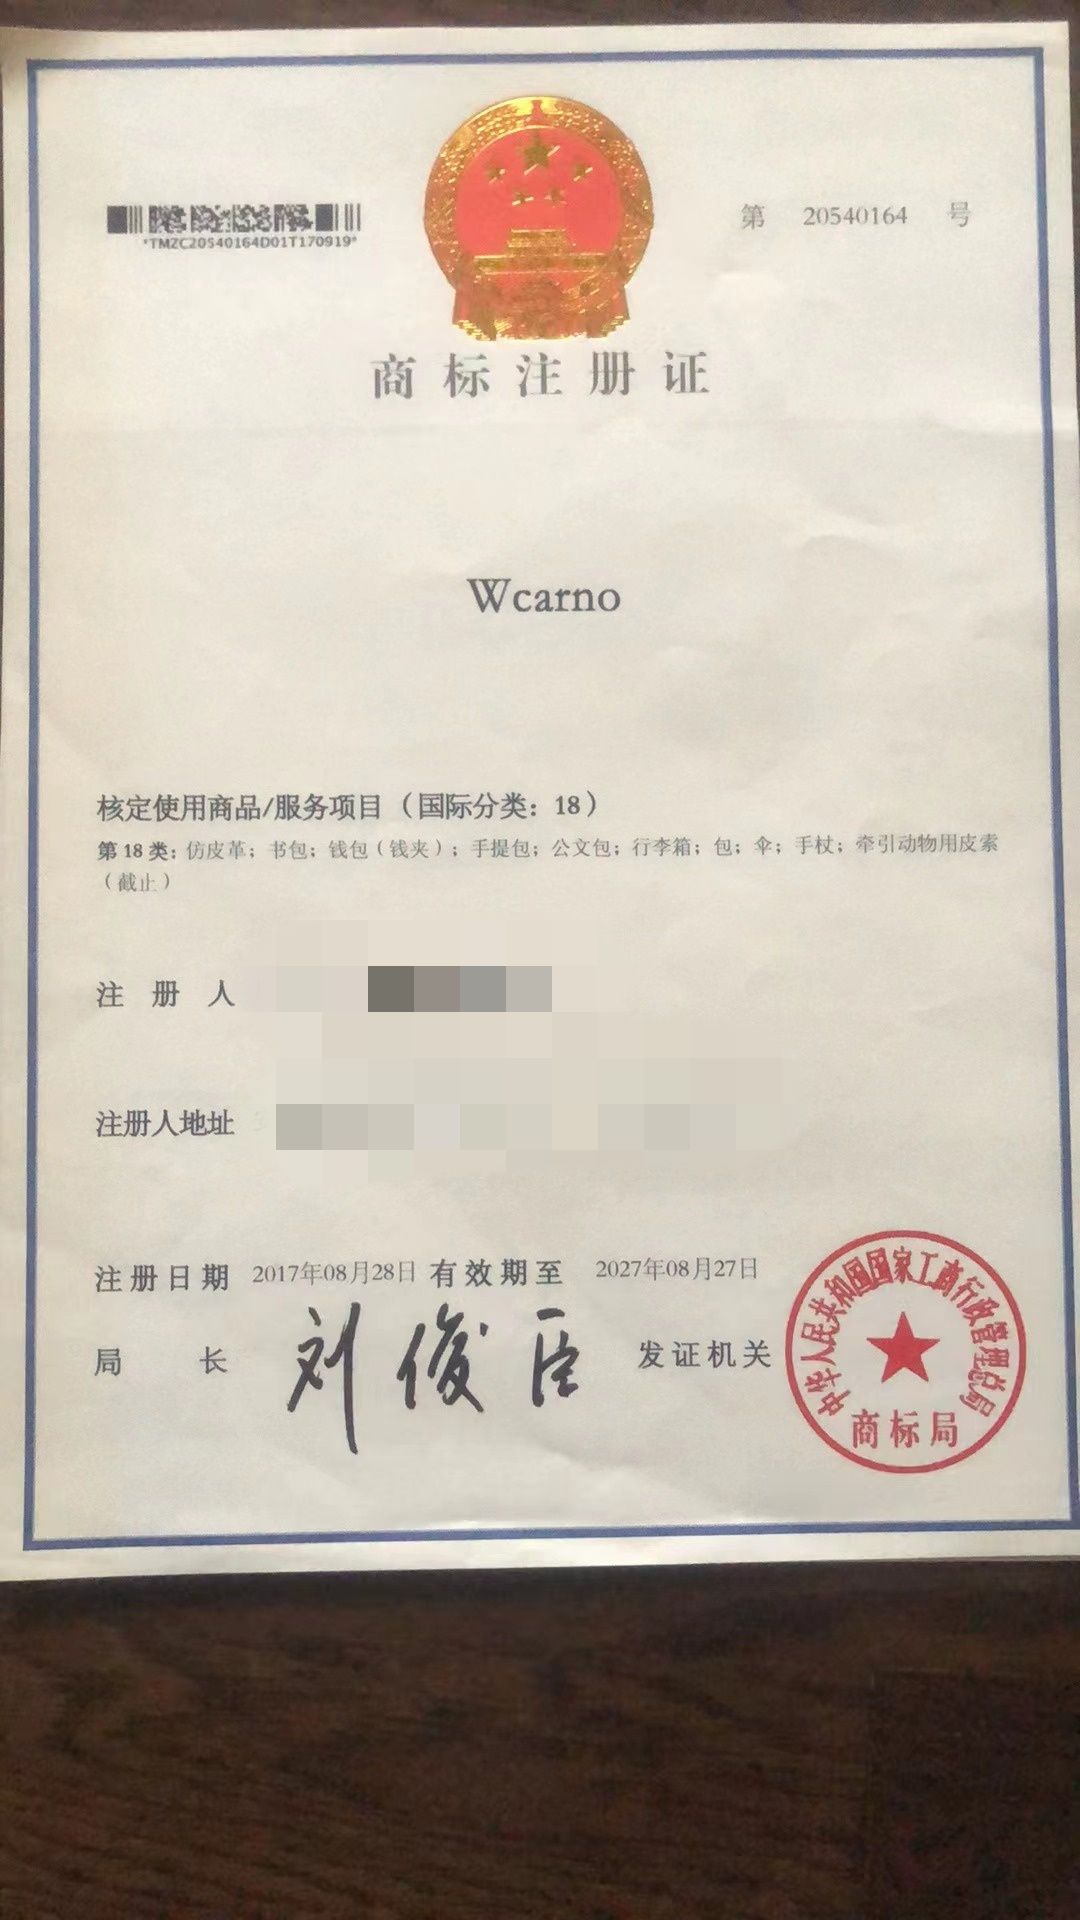 第 20540164 号
*TMZC20540164D01T170919*
商标注册证
Wcarno
核定使用商品/服务项目（国际分类：18）
第 18 类：仿皮革；书包；钱包（钱夹）；手提包；公文包；行李箱；包；伞；手杖；牵引动物用皮索
（截止）
注册人
注册人地址
注册日期 2017年08月28日 有效期至 2027年08月27日
局长 刘俊臣 发证机关
中华人民共和国国家工商行政管理总局
商标局